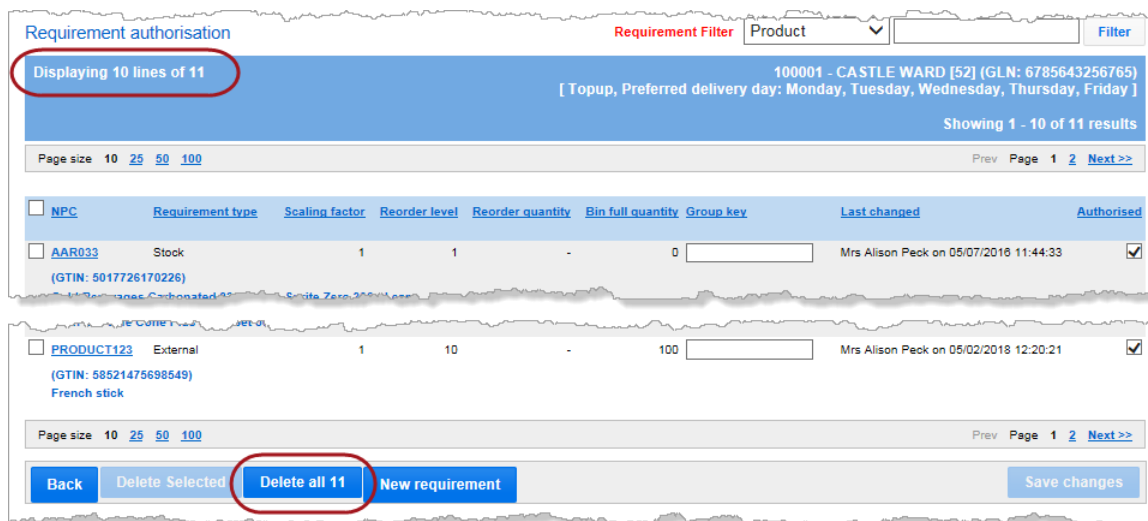 Requirement authorisation Requirement Filter Product Filter
Displaying 10 lines of 11 100001 - CASTLE WARD [52] (GLN: 6785643256765)
[ Topup, Preferred delivery day: Monday, Tuesday, Wednesday, Thursday, Friday ]
Showing 1 - 10 of 11 results
Page size 10 25 50 100 Prev Page 1 2 Next >>
NPC Requirement type Scaling factor Reorder level Reorder quantity Bin full quantity Group key Last changed Authorised
AAR033 Stock 1 1 - 0 Mrs Alison Peck on 05/07/2016 11:44:33
(GTIN: 5017726170226)
PRODUCT123 External 1 10 - 100 Mrs Alison Peck on 05/02/2018 12:20:21
(GTIN: 58521475698549)
French stick
Page size 10 25 50 100 Prev Page 1 2 Next >>
Back Delete Selected Delete all 11 New requirement Save changes